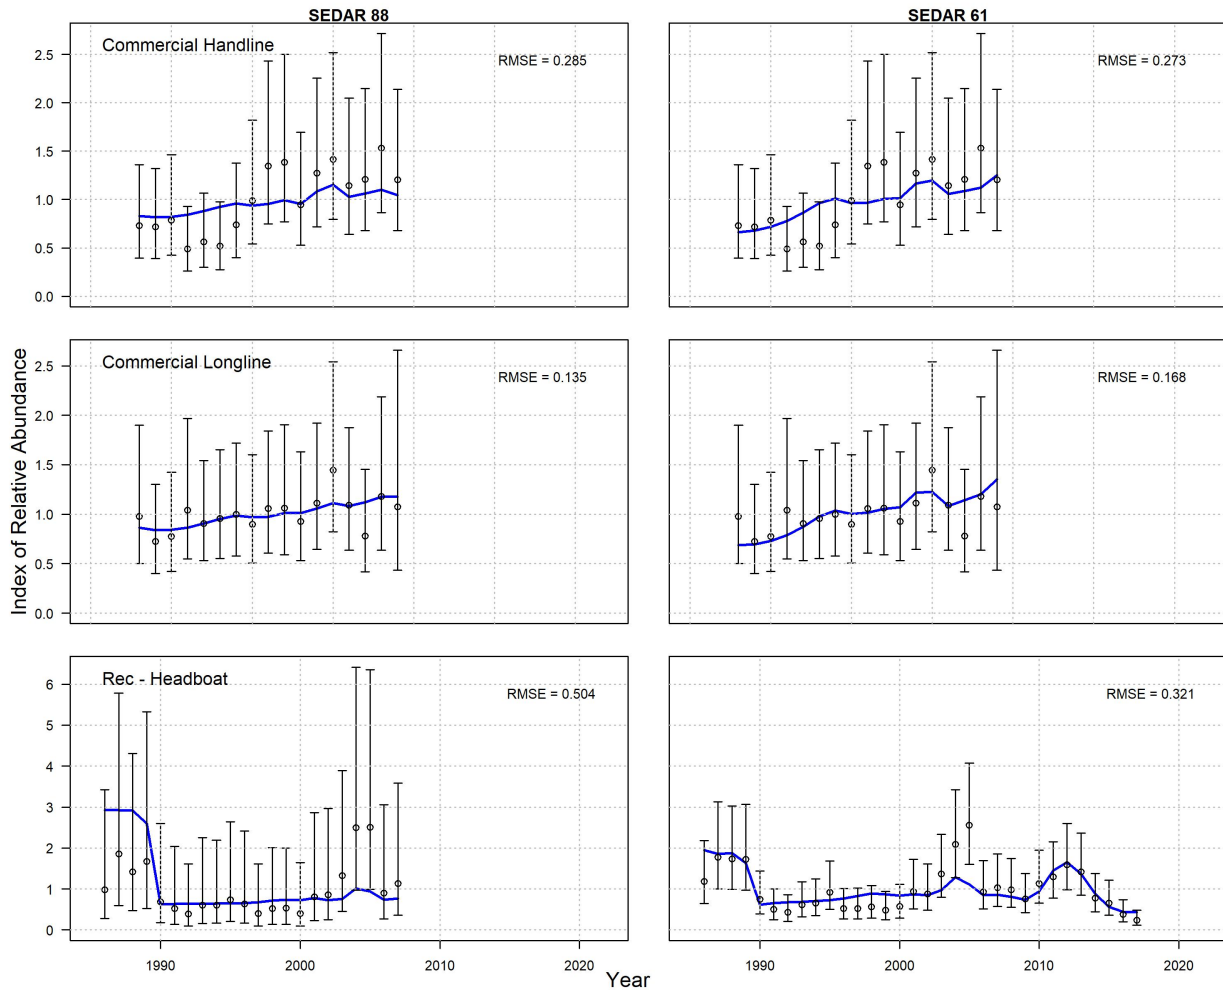 SEDAR 88
SEDAR 61
Commercial Handline
RMSE = 0.285
RMSE = 0.273
2.5
2.0
1.5
1.0
0.5
0.0
Commercial Longline
RMSE = 0.135
RMSE = 0.168
2.5
2.0
1.5
1.0
0.5
0.0
Index of Relative Abundance
Rec - Headboat
RMSE = 0.504
RMSE = 0.321
6
5
4
3
2
1
0
1990 2000 2010 2020
1990 2000 2010 2020
Year